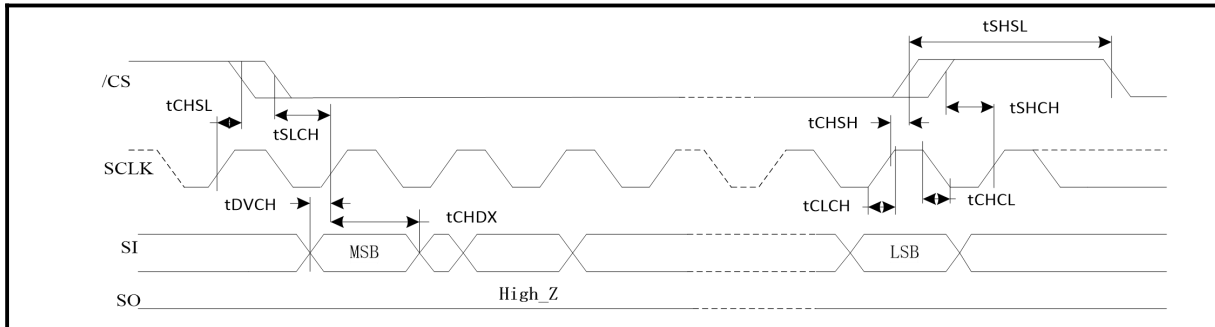 tSHSL
/CS
tCHSL
tSLCH
tCHSH
tSHCH
SCLK
tDVCH
tCHDX
tCLCH
tCHCL
SI
MSB
LSB
High_Z
SO